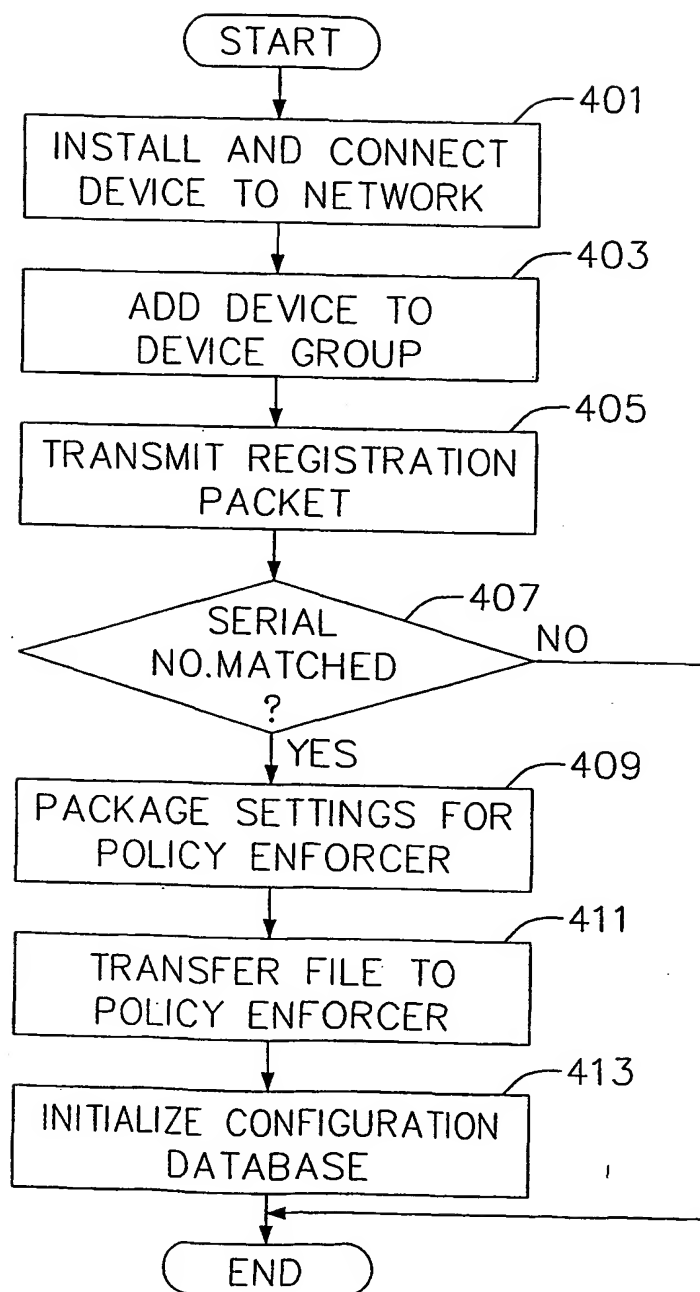 START
401
INSTALL AND CONNECT
DEVICE TO NETWORK
403
ADD DEVICE TO
DEVICE GROUP
405
TRANSMIT REGISTRATION
PACKET
407
SERIAL
NO.MATCHED
?
NO
YES
409
PACKAGE SETTINGS FOR
POLICY ENFORCER
411
TRANSFER FILE TO
POLICY ENFORCER
413
INITIALIZE CONFIGURATION
DATABASE
END